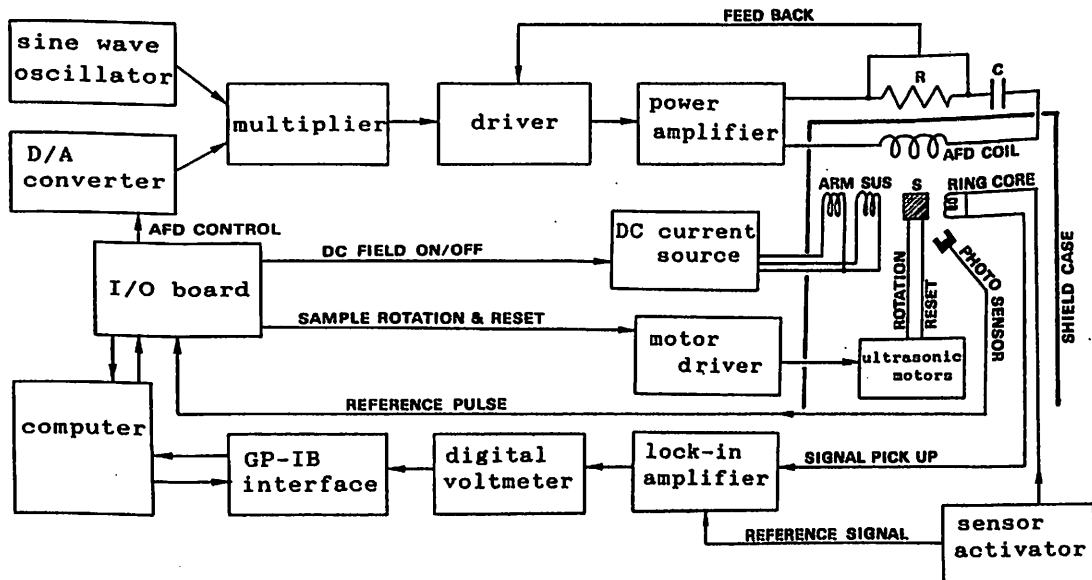 FEED BACK
sine wave
oscillator
multiplier
driver
power
amplifier
R
C
AFD COIL
D/A
converter
AFD CONTROL
ARM
SUS
S
RING CORE
DC FIELD ON/OFF
DC current
source
I/O board
SAMPLE ROTATION & RESET
motor
driver
ROTATION
RESET
PHOTO SENSOR
SHIELD CASE
ultrasonic
motors
REFERENCE PULSE
computer
GP-IB
interface
digital
voltmeter
lock-in
amplifier
SIGNAL PICK UP
REFERENCE SIGNAL
sensor
activator